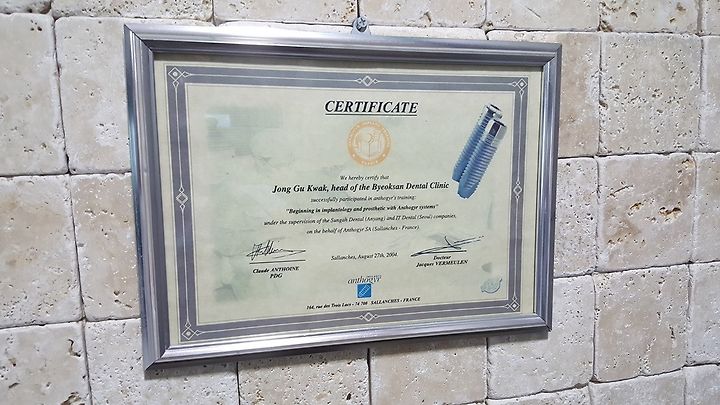 CERTIFICATE
We hereby certify that
Jong Gu Kwak, head of the Byeoksan Dental Clinic
successfully participated in anthogyr's training:
"Beginning in implantology and prosthetic with Anthogyr systems"
under the supervision of the Sungsih Dental (Anyang) and IT Dental (Seoul) companies,
on the behalf of Anthogyr SA (Sallanches - France)
Sallanches, August 27th, 2004.
Claude ANTHOINE
PDG
Docteur
Jacques VERMEULEN
anthogyr
164, rue des Trois Lacs - 74 700 SALLANCHES - FRANCE